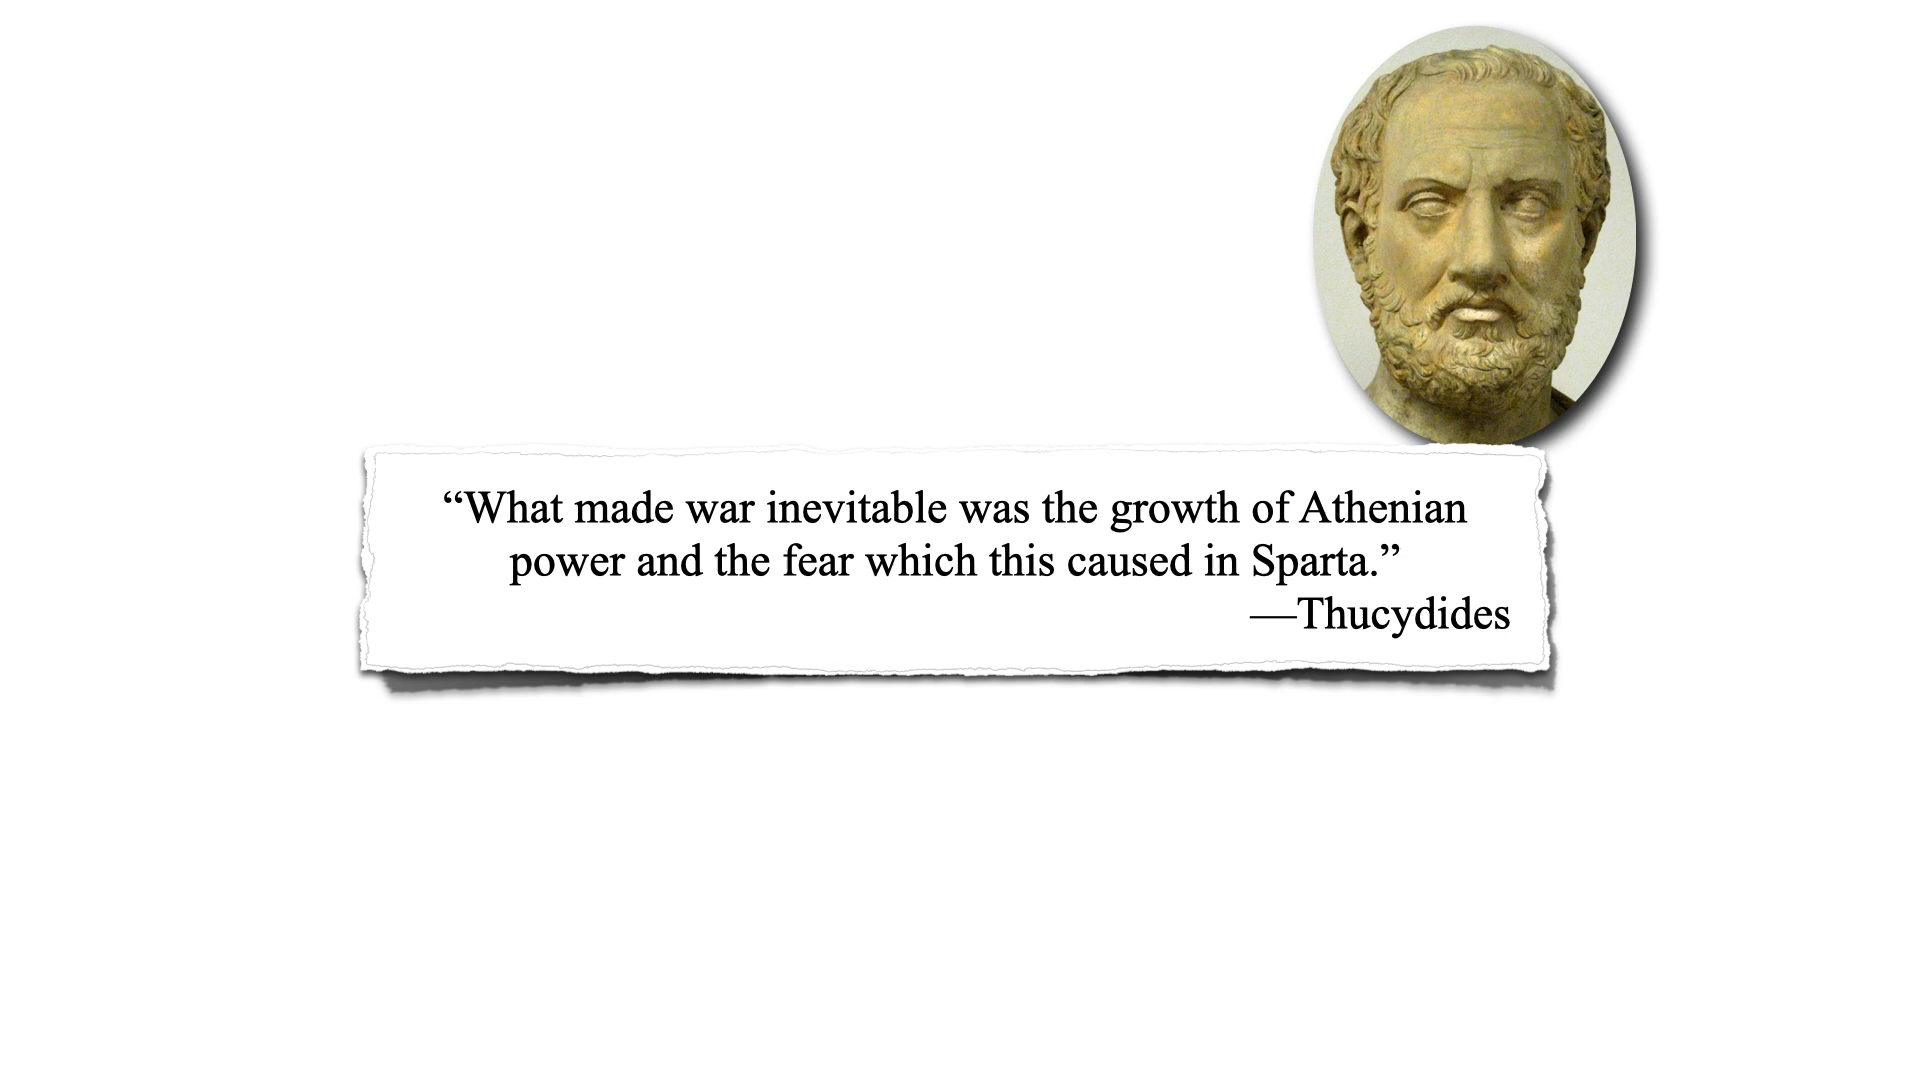 “What made war inevitable was the growth of Athenian
power and the fear which this caused in Sparta.”
—Thucydides